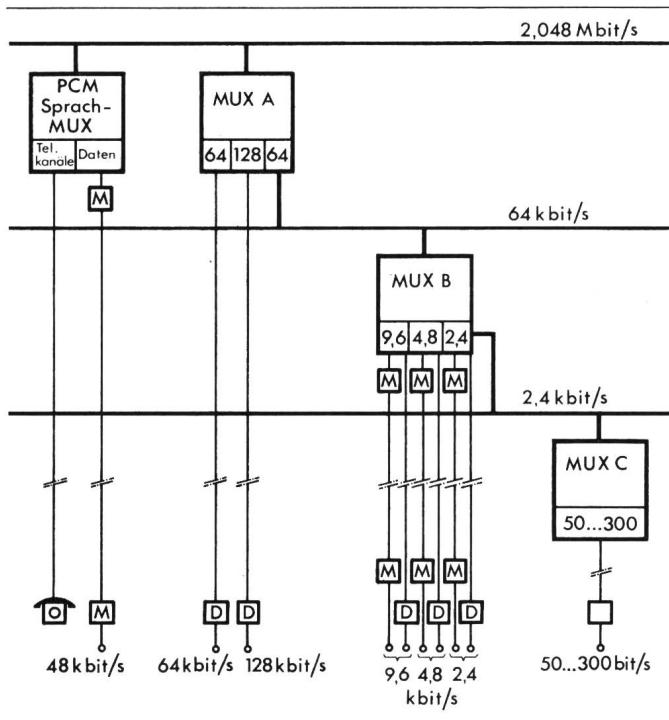 2,048 Mbit/s
PCM
Sprach-
MUX
Tel.
kanäle
Daten
MUX A
64 128 64
M
64 kbit/s
MUX B
9,6 4,8 2,4
M M M
2,4 kbit/s
MUX C
50...300
M M M
O M D D D D D
48 kbit/s 64 kbit/s 128 kbit/s
9,6 4,8 2,4
kbit/s
50...300 bit/s